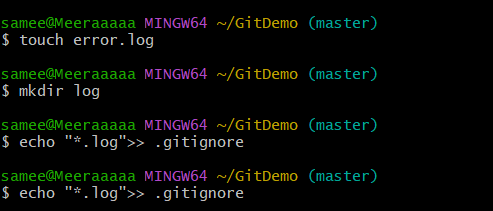 samee@Meeraaaaa MINGW64 ~/GitDemo (master)
$ touch error.log
samee@Meeraaaaa MINGW64 ~/GitDemo (master)
$ mkdir log
samee@Meeraaaaa MINGW64 ~/GitDemo (master)
$ echo "*.log">> .gitignore
samee@Meeraaaaa MINGW64 ~/GitDemo (master)
$ echo "*.log">> .gitignore